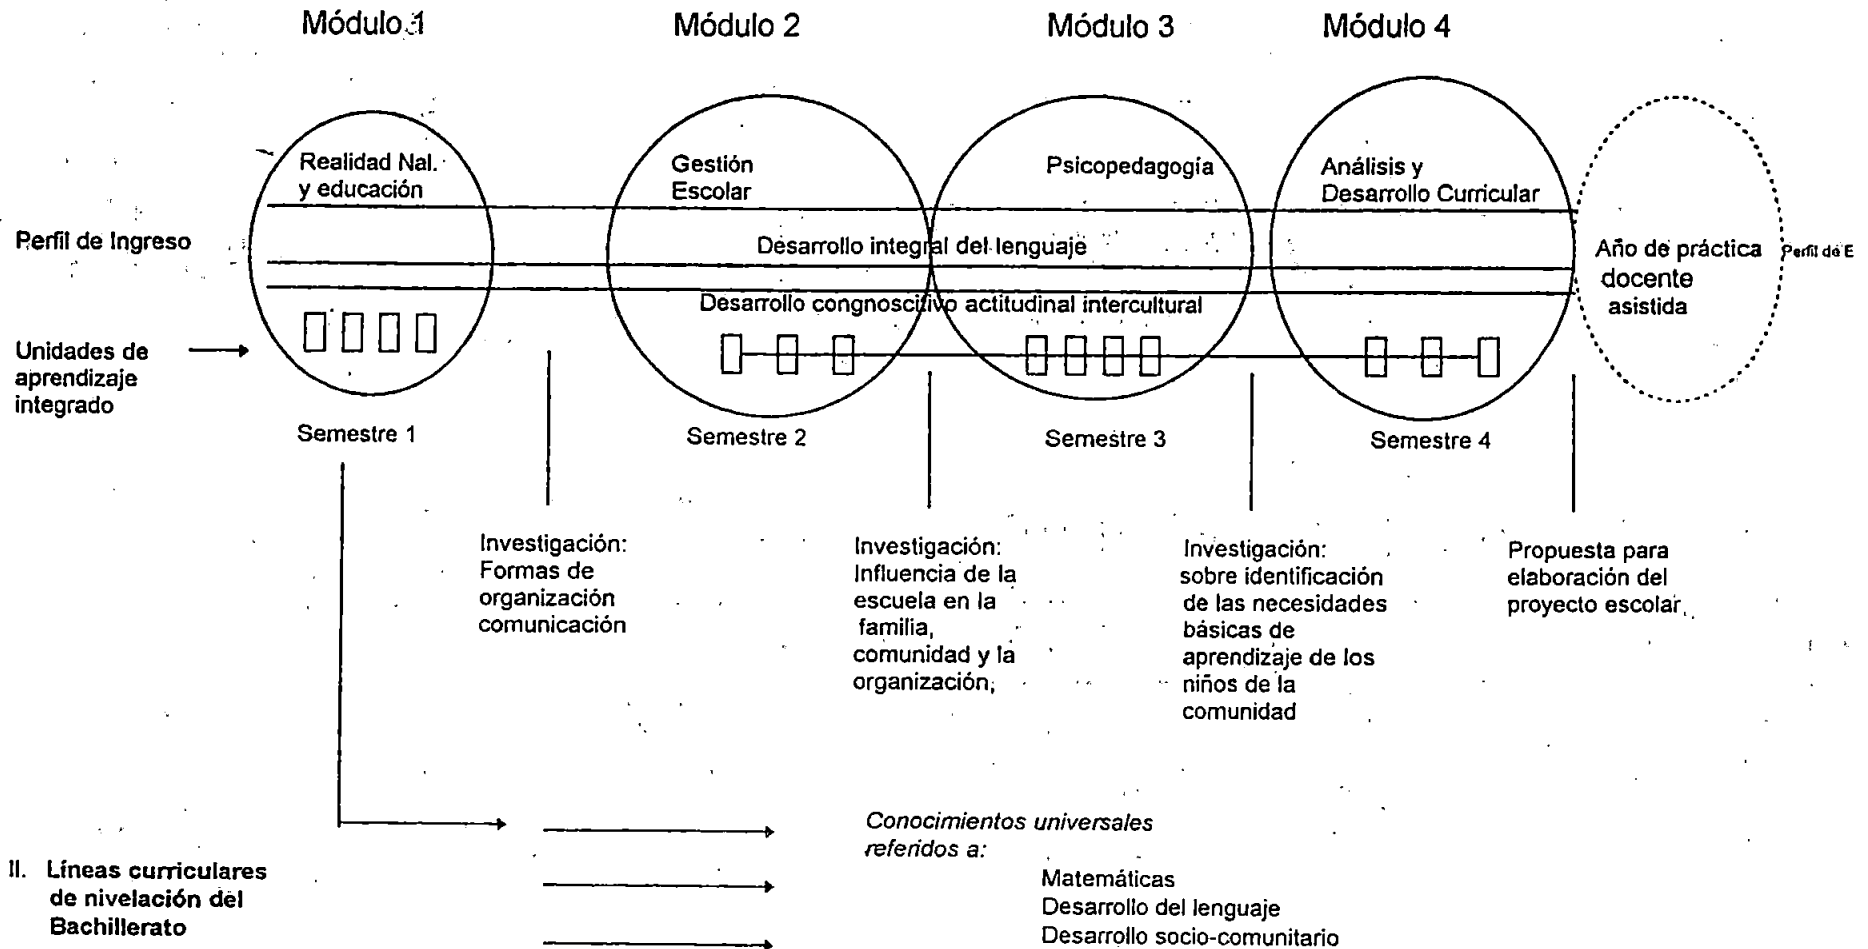 Módulo 1
Módulo 2
Módulo 3
Módulo 4
Realidad Nal.
y educación
Gestión
Escolar
Psicopedagogía
Análisis y
Desarrollo Curricular
Perfil de Ingreso
Desarrollo integral del lenguaje
Año de práctica
docente
asistida
Perfil de E
Desarrollo congnoscitivo actitudinal intercultural
Unidades de
aprendizaje
integrado
Semestre 1
Semestre 2
Semestre 3
Semestre 4
Investigación:
Formas de
organización
comunicación
Investigación:
Influencia de la
escuela en la
familia,
comunidad y la
organización,
Investigación:
sobre identificación
de las necesidades
básicas de
aprendizaje de los
niños de la
comunidad
Propuesta para
elaboración del
proyecto escolar
Conocimientos universales
referidos a:
II. Líneas curriculares
de nivelación del
Bachillerato
Matemáticas
Desarrollo del lenguaje
Desarrollo socio-comunitario